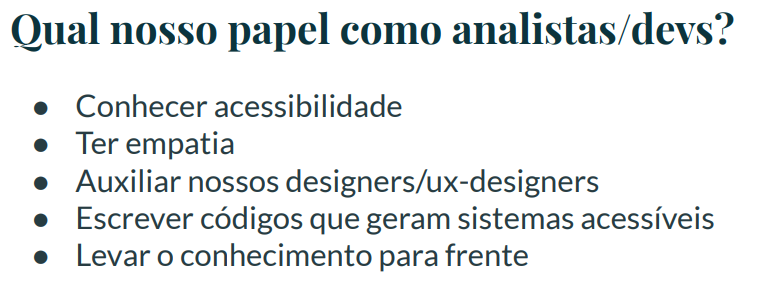 Qual nosso papel como analistas/devs?
● Conhecer acessibilidade
● Ter empatia
● Auxiliar nossos designers/ux-designers
● Escrever códigos que geram sistemas acessíveis
● Levar o conhecimento para frente